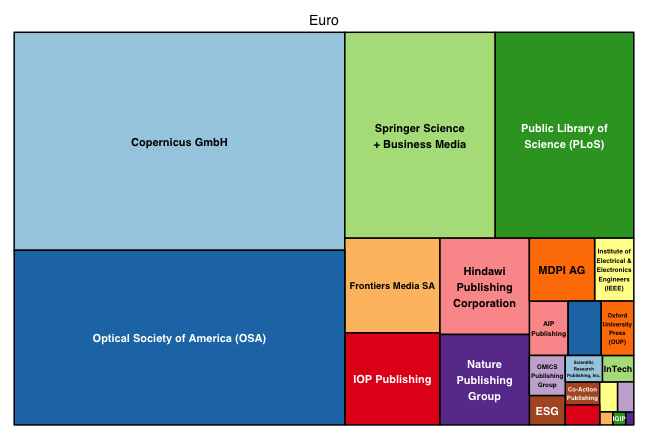 Euro
Copernicus GmbH
Springer Science
+ Business Media
Public Library of
Science (PLoS)
Optical Society of America (OSA)
Frontiers Media SA
Hindawi
Publishing
Corporation
MDPI AG
Institute of
Electrical &
Electronics
Engineers
(IEEE)
AIP
Publishing
Oxford
University
Press
(OUP)
IOP Publishing
Nature
Publishing
Group
OMICS
Publishing
Group
Scientific
Research
Publishing, Inc.
InTech
Co-Action
Publishing
ESG
IGIP